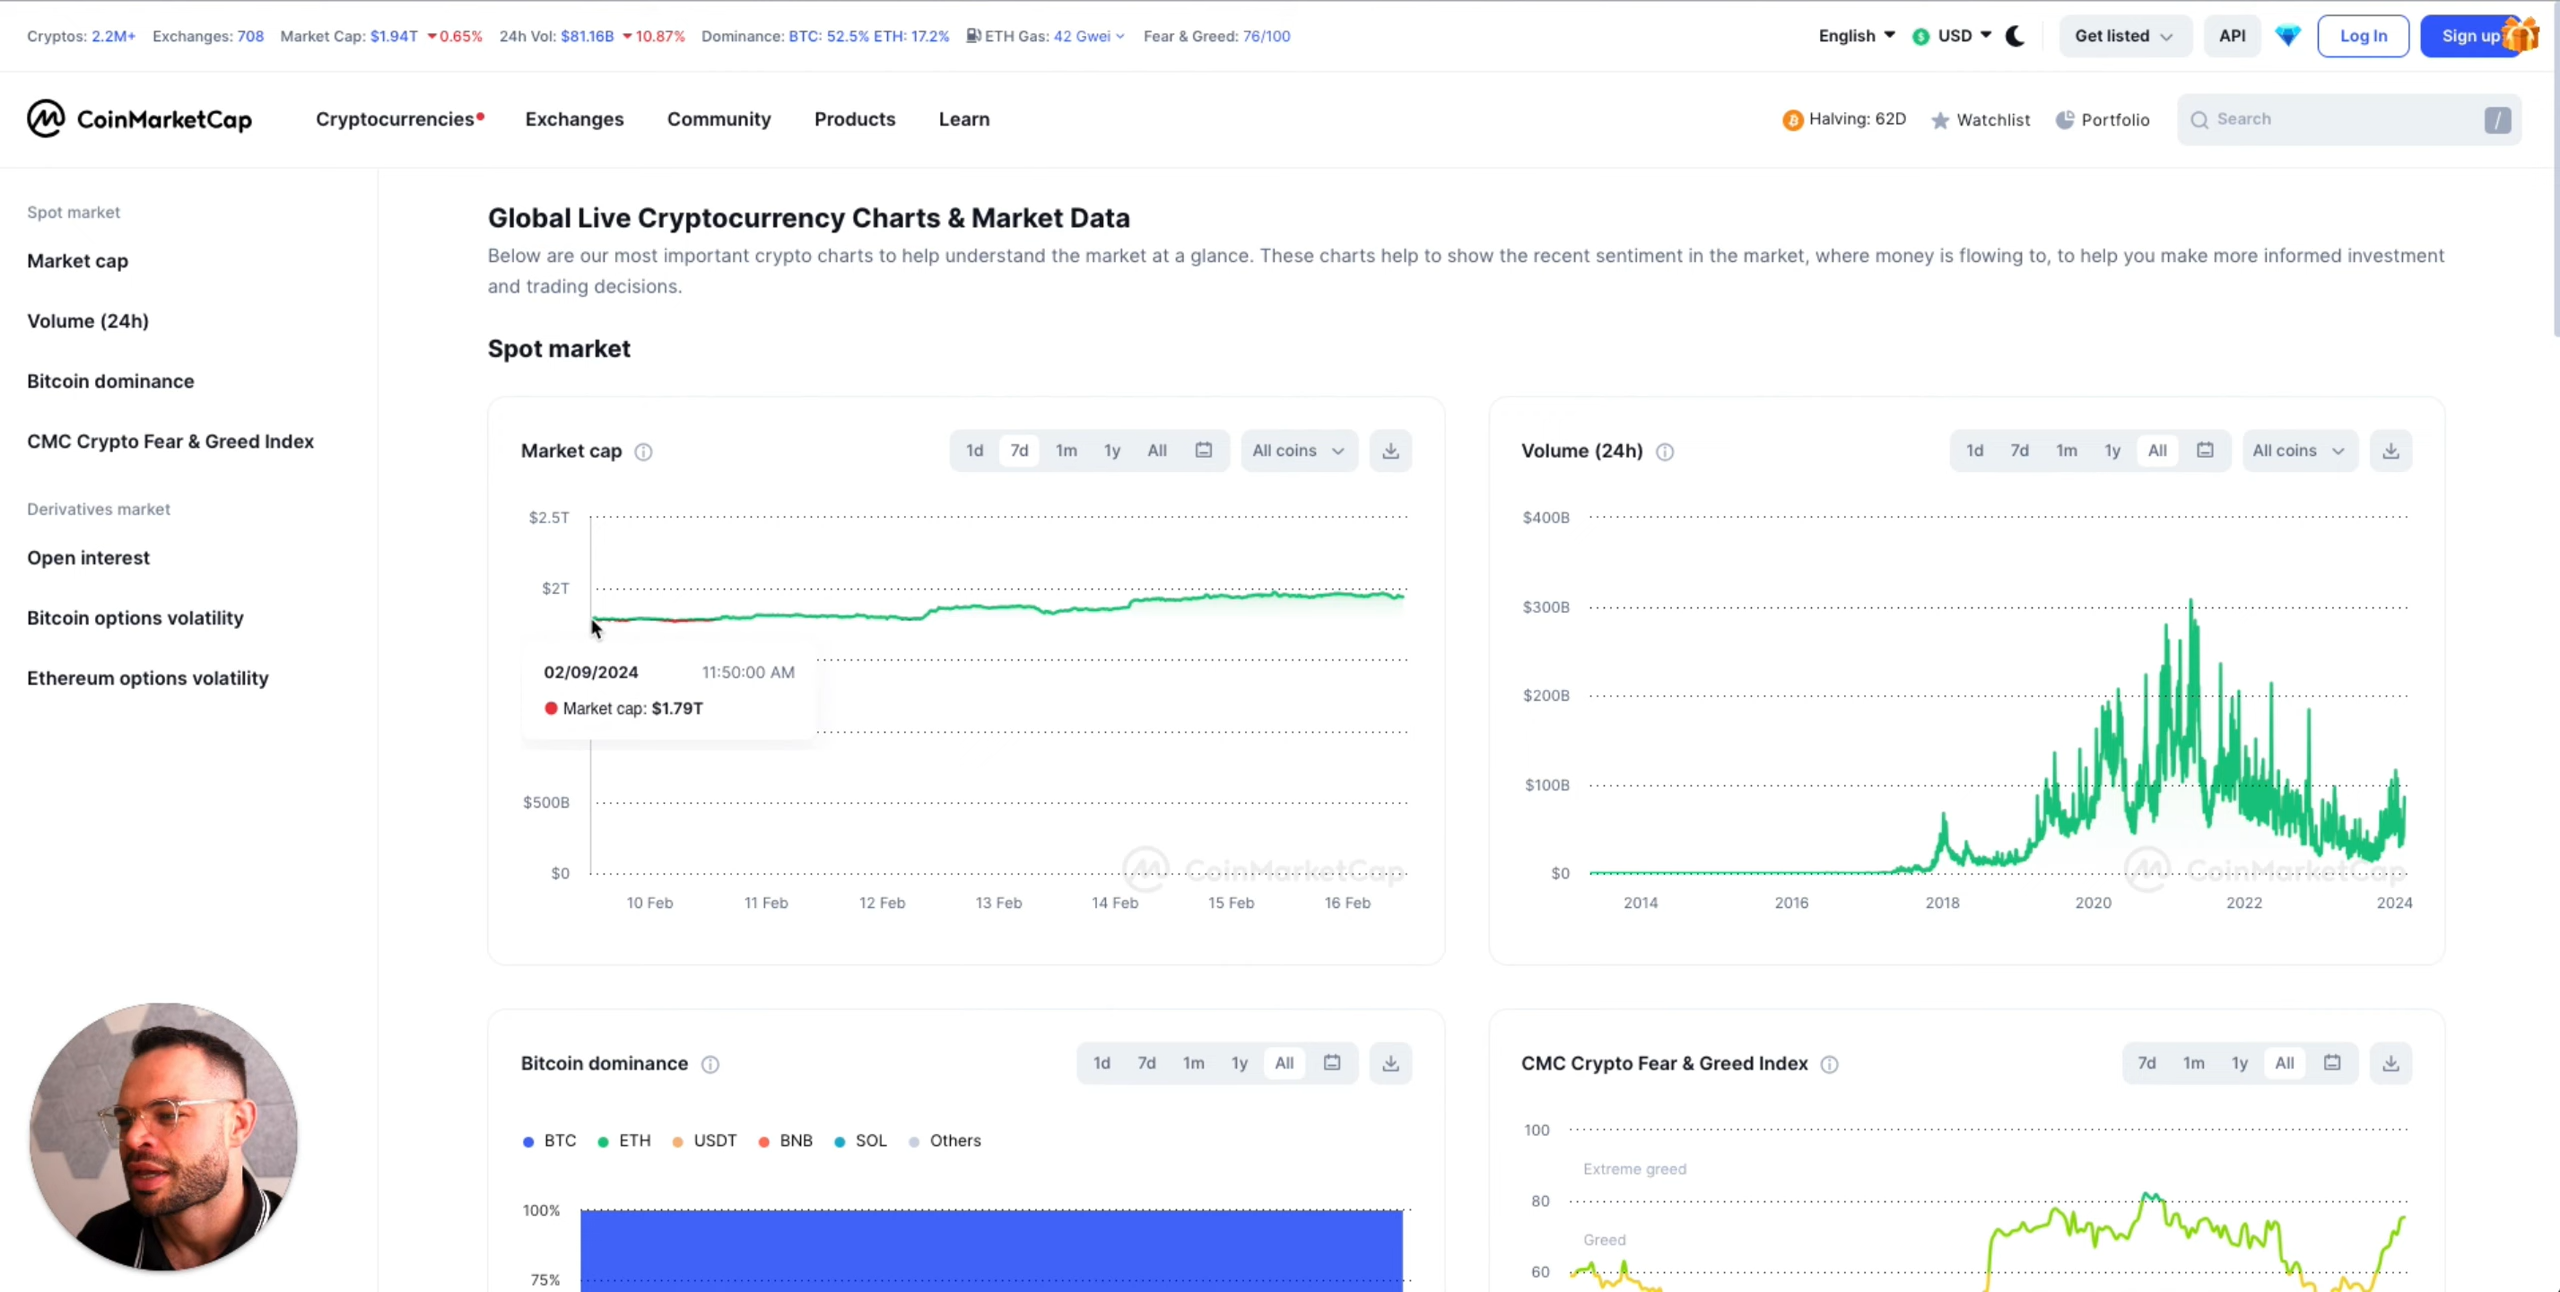 Cryptos: 2.2M+ Exchanges: 708 Market Cap: $1.94T 0.65% 24h Vol: $81.16B 10.87% Dominance: BTC: 52.5% ETH: 17.2% ETH Gas: 42 Gwei Fear & Greed: 76/100 English USD Get listed API Log In Sign up
CoinMarketCap Cryptocurrencies Exchanges Community Products Learn Halving: 62D Watchlist Portfolio Search /
Spot market
Market cap
Volume (24h)
Bitcoin dominance
CMC Crypto Fear & Greed Index
Derivatives market
Open interest
Bitcoin options volatility
Ethereum options volatility
Global Live Cryptocurrency Charts & Market Data
Below are our most important crypto charts to help understand the market at a glance. These charts help to show the recent sentiment in the market, where money is flowing to, to help you make more informed investment
and trading decisions.
Spot market
Market cap 1d 7d 1m 1y All All coins
$2.5T
$2T
02/09/2024 11:50:00 AM
Market cap: $1.79T
$500B
$0
CoinMarketCap
10 Feb 11 Feb 12 Feb 13 Feb 14 Feb 15 Feb 16 Feb
Volume (24h) 1d 7d 1m 1y All All coins
$400B
$300B
$200B
$100B
$0
CoinMarketCap
2014 2016 2018 2020 2022 2024
Bitcoin dominance 1d 7d 1m 1y All
BTC ETH USDT BNB SOL Others
100%
75%
CMC Crypto Fear & Greed Index 7d 1m 1y All
100
Extreme greed
80
Greed
60